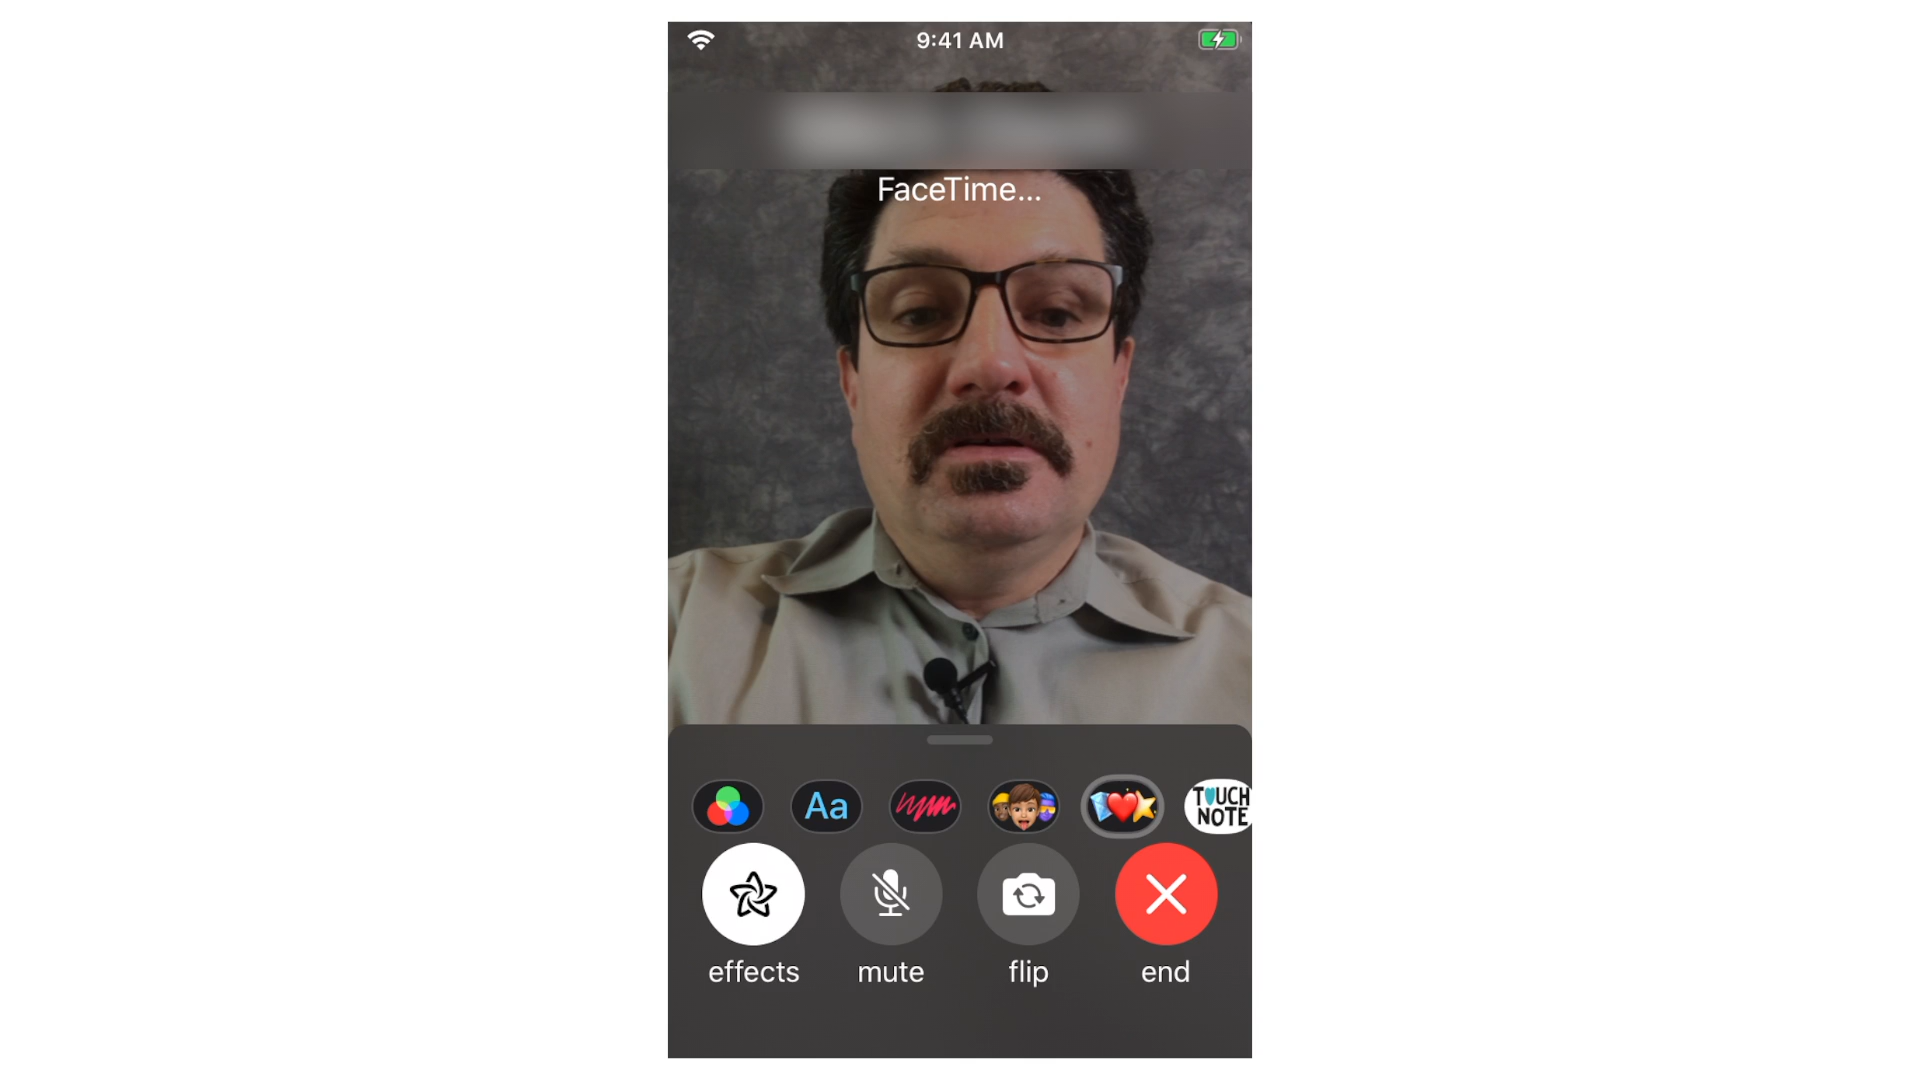 9:41 AM
FaceTime...
Aa
TOUCH
NOTE
effects mute flip end